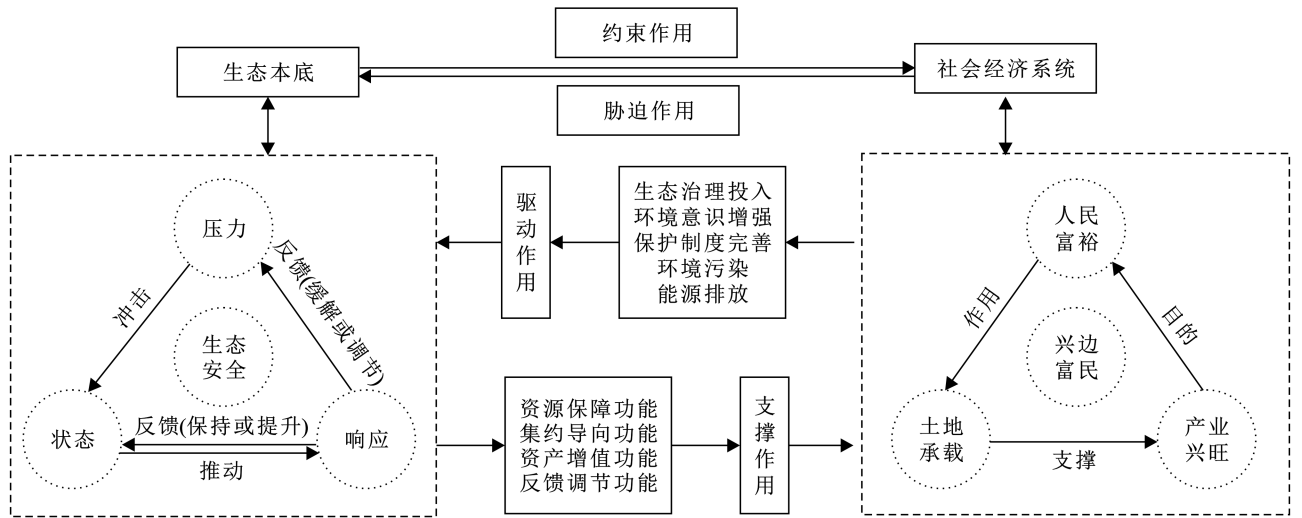 约束作用
生态本底
社会经济系统
胁迫作用
压力
冲击
反馈(缓解或调节)
生态
安全
状态
反馈(保持或提升)
推动
响应
驱
动
作
用
生态治理投入
环境意识增强
保护制度完善
环境污染
能源排放
资源保障功能
集约导向功能
资产增值功能
反馈调节功能
支
撑
作
用
人民
富裕
作用
目的
兴边
富民
土地
承载
支撑
产业
兴旺